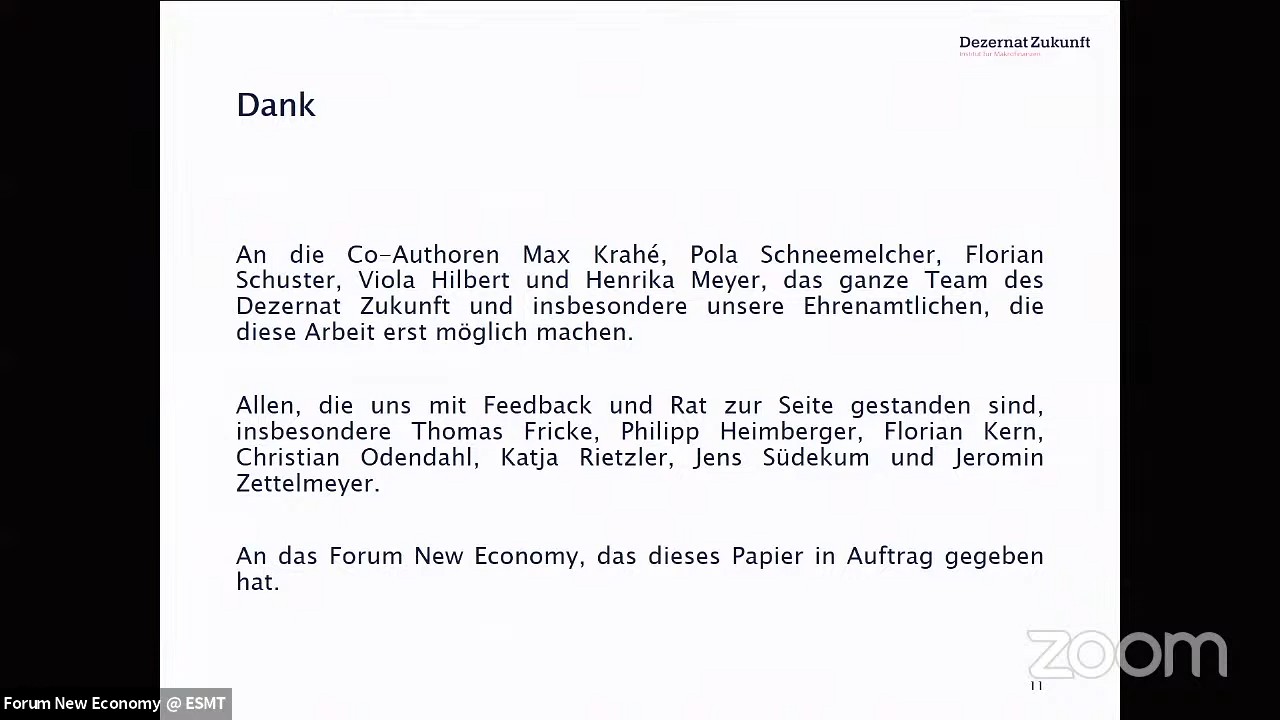 Dezernat Zukunft
Institut für Makrofinanzen
Dank
An die Co-Authoren Max Krahé, Pola Schneemelcher, Florian
Schuster, Viola Hilbert und Henrika Meyer, das ganze Team des
Dezernat Zukunft und insbesondere unsere Ehrenamtlichen, die
diese Arbeit erst möglich machen.
Allen, die uns mit Feedback und Rat zur Seite gestanden sind,
insbesondere Thomas Fricke, Philipp Heimberger, Florian Kern,
Christian Odendahl, Katja Rietzler, Jens Südekum und Jeromin
Zettelmeyer.
An das Forum New Economy, das dieses Papier in Auftrag gegeben
hat.
zoom
11
Forum New Economy @ ESMT